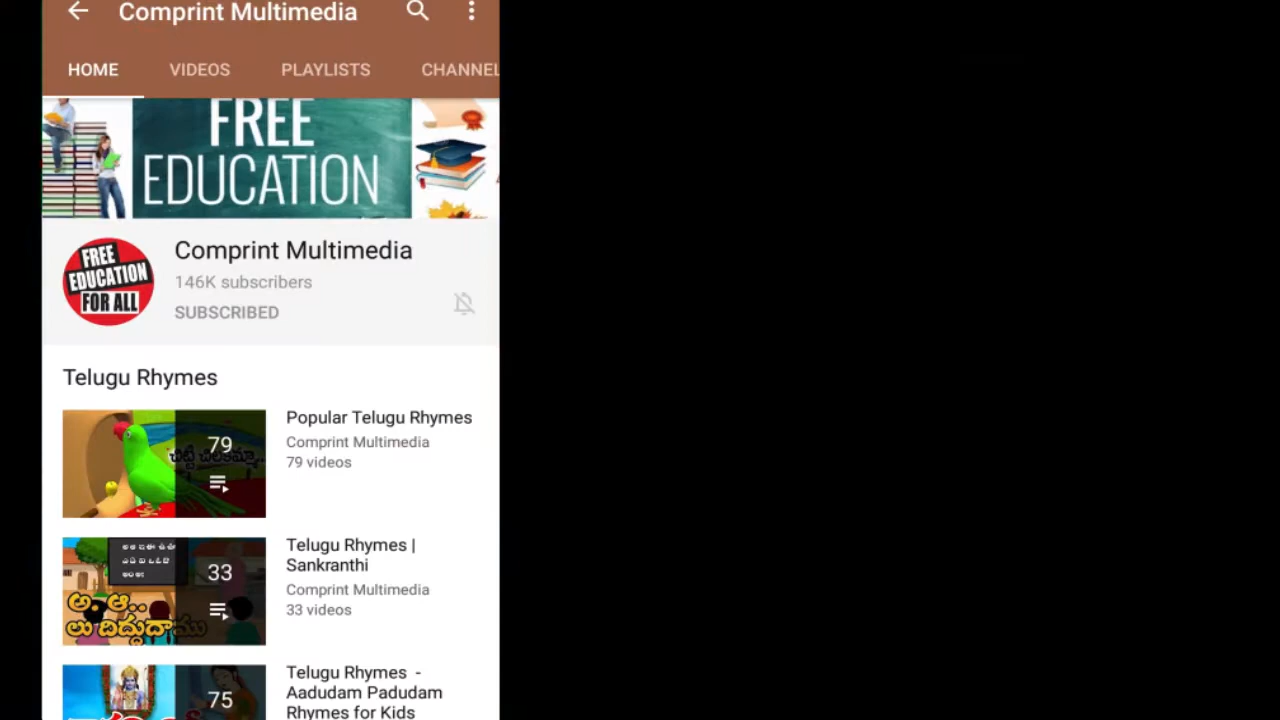 Comprint Multimedia
HOME VIDEOS PLAYLISTS CHANNEL
FREE
EDUCATION
FREE
EDUCATION
FOR ALL
Comprint Multimedia
146K subscribers
SUBSCRIBED
Telugu Rhymes
79
చిట్టి చిలకమ్మా..
Popular Telugu Rhymes
Comprint Multimedia
79 videos
33
అ. ఆ..
లు దిద్దుదాము
Telugu Rhymes |
Sankranthi
Comprint Multimedia
33 videos
75
Telugu Rhymes -
Aadudam Padudam
Rhymes for Kids